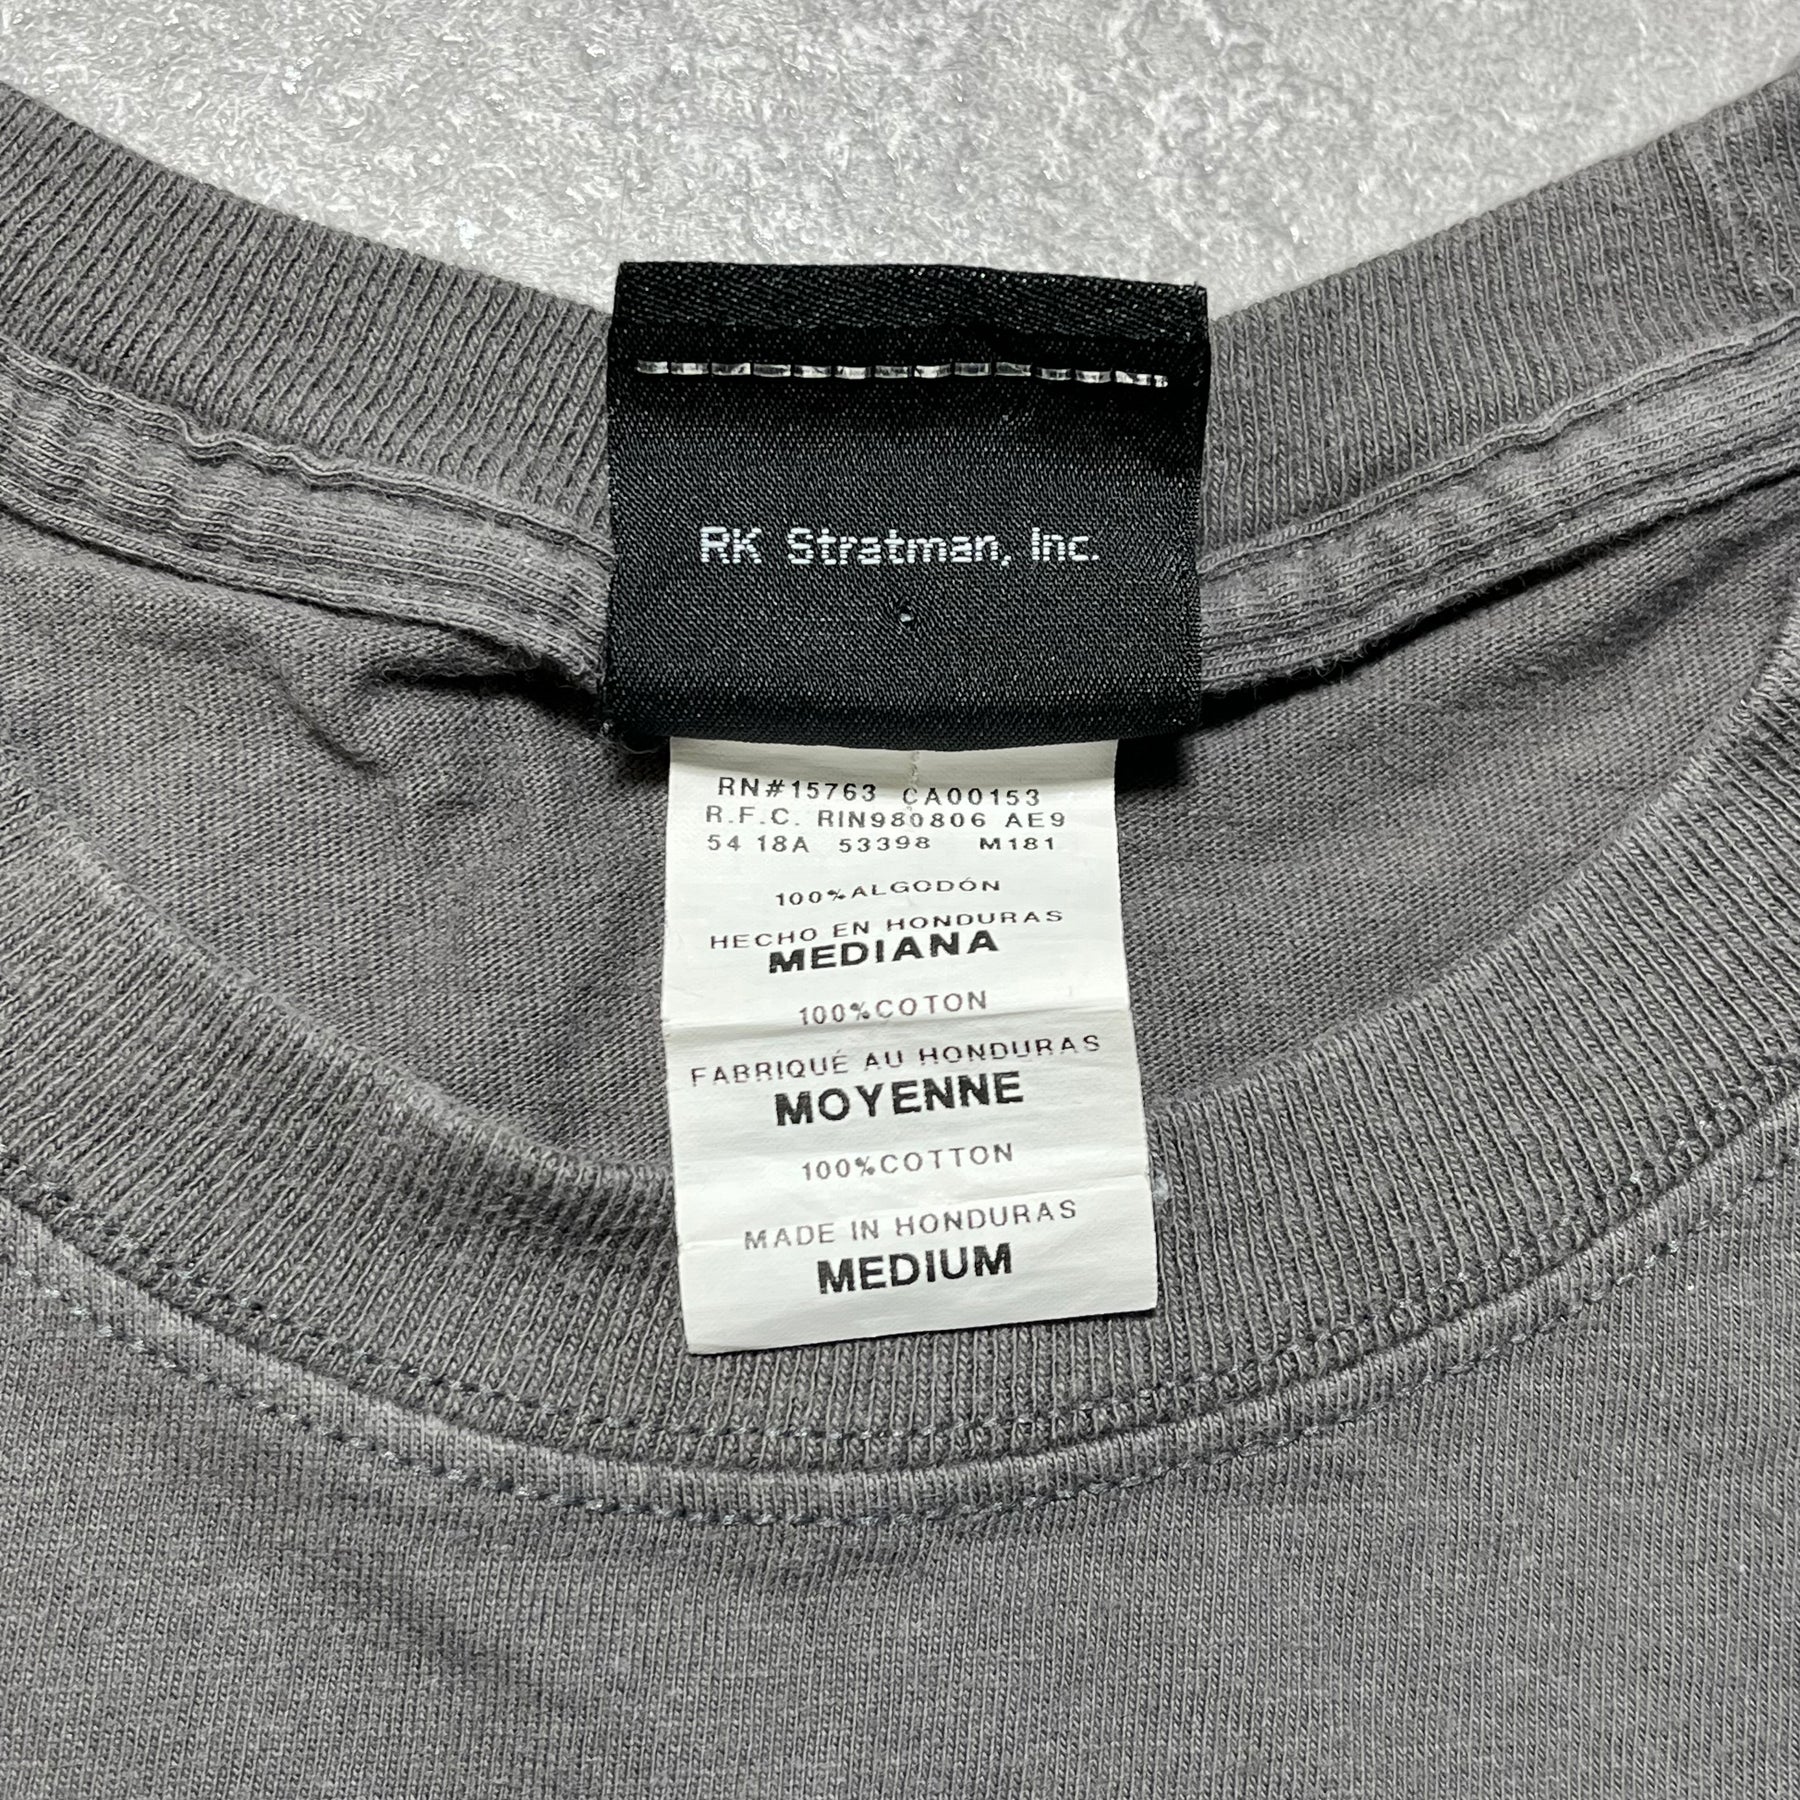 RK Stratman, Inc.
RN#15763 CA00153
R.F.C. RIN980806 AE9
54 18A 53398 M181
100%ALGODÓN
HECHO EN HONDURAS
MEDIANA
100%COTON
FABRIQUÉ AU HONDURAS
MOYENNE
100%COTTON
MADE IN HONDURAS
MEDIUM